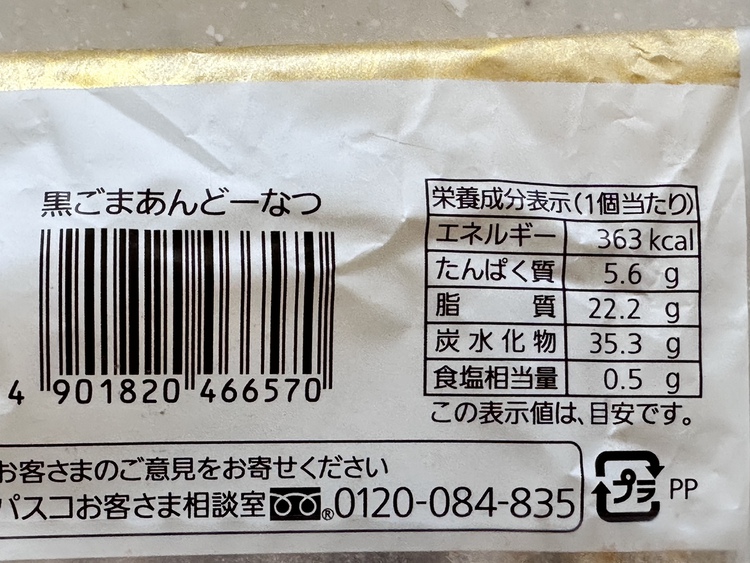 黒ごまあんどーなつ
4 901820 466570
栄養成分表示(1個当たり)
エネルギー 363 kcal
たんぱく質 5.6 g
脂質 22.2 g
炭水化物 35.3 g
食塩相当量 0.5 g
この表示値は、目安です。
お客さまのご意見をお寄せください
パスコお客さま相談室 ® 0120-084-835
プラ PP